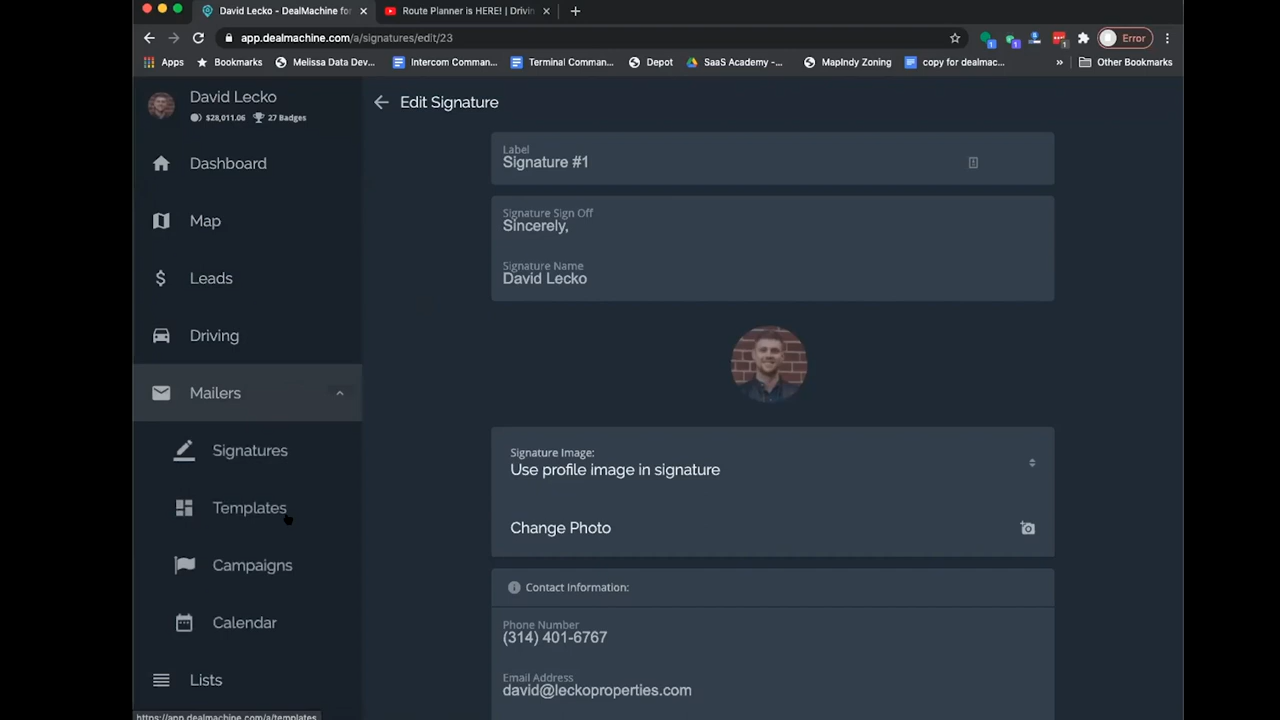 David Lecko - DealMachine for
Route Planner is HERE! | Drivin
app.dealmachine.com/a/signatures/edit/23
Error
Apps
Bookmarks
Melissa Data Dev...
Intercom Comman...
Terminal Comman...
Depot
SaaS Academy -...
MapIndy Zoning
copy for dealmac...
»
Other Bookmarks
David Lecko
$28,011.06
27 Badges
Edit Signature
Dashboard
Label
Signature #1
Map
Signature Sign Off
Sincerely,
Leads
Signature Name
David Lecko
Driving
Mailers
Signatures
Signature Image:
Use profile image in signature
Templates
Change Photo
Campaigns
Contact Information:
Calendar
Phone Number
(314) 401-6767
Lists
Email Address
david@leckoproperties.com
https://app.dealmachine.com/a/templates